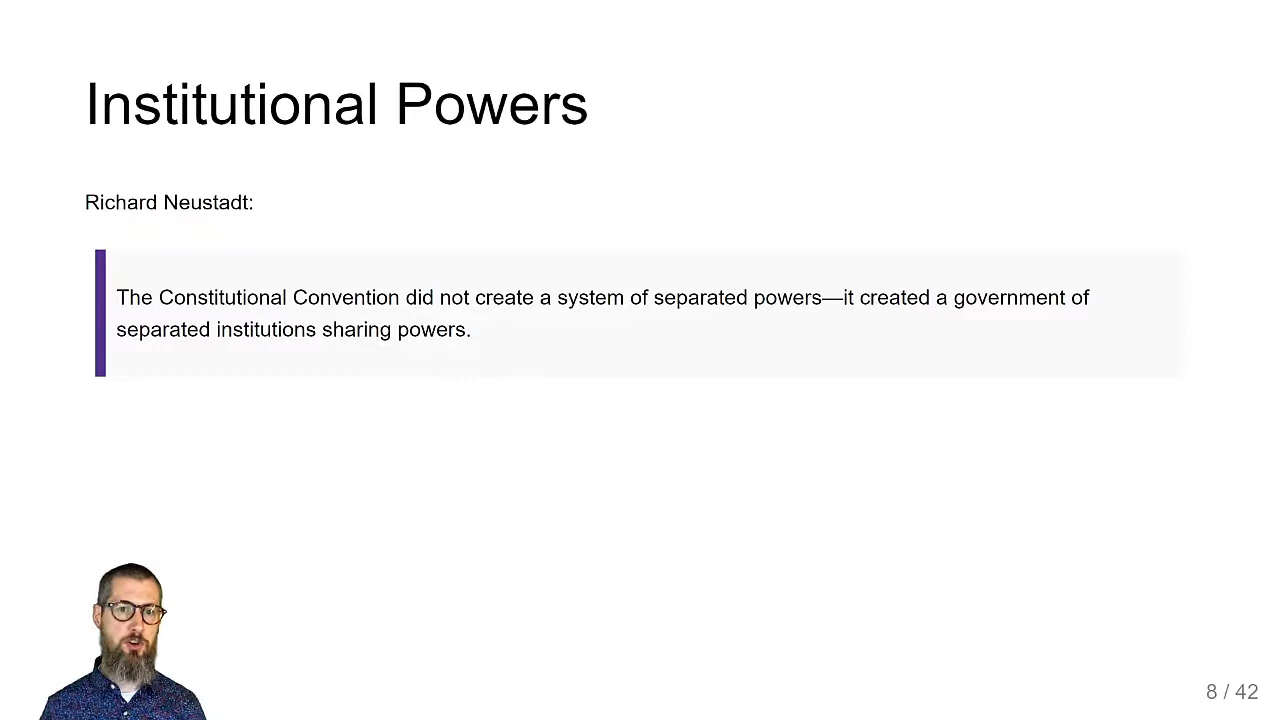 Institutional Powers
Richard Neustadt:
The Constitutional Convention did not create a system of separated powers—it created a government of
separated institutions sharing powers.
8 / 42